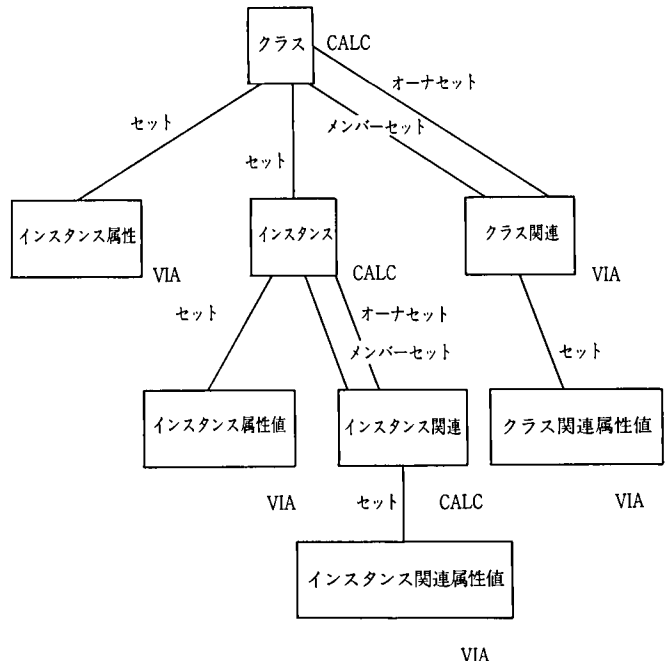 クラス
CALC
オーナセット
セット
メンバーセット
セット
インスタンス属性
インスタンス
クラス関連
VIA
CALC
VIA
セット
オーナセット
メンバーセット
セット
インスタンス属性値
インスタンス関連
クラス関連属性値
VIA
セット
CALC
VIA
インスタンス関連属性値
VIA